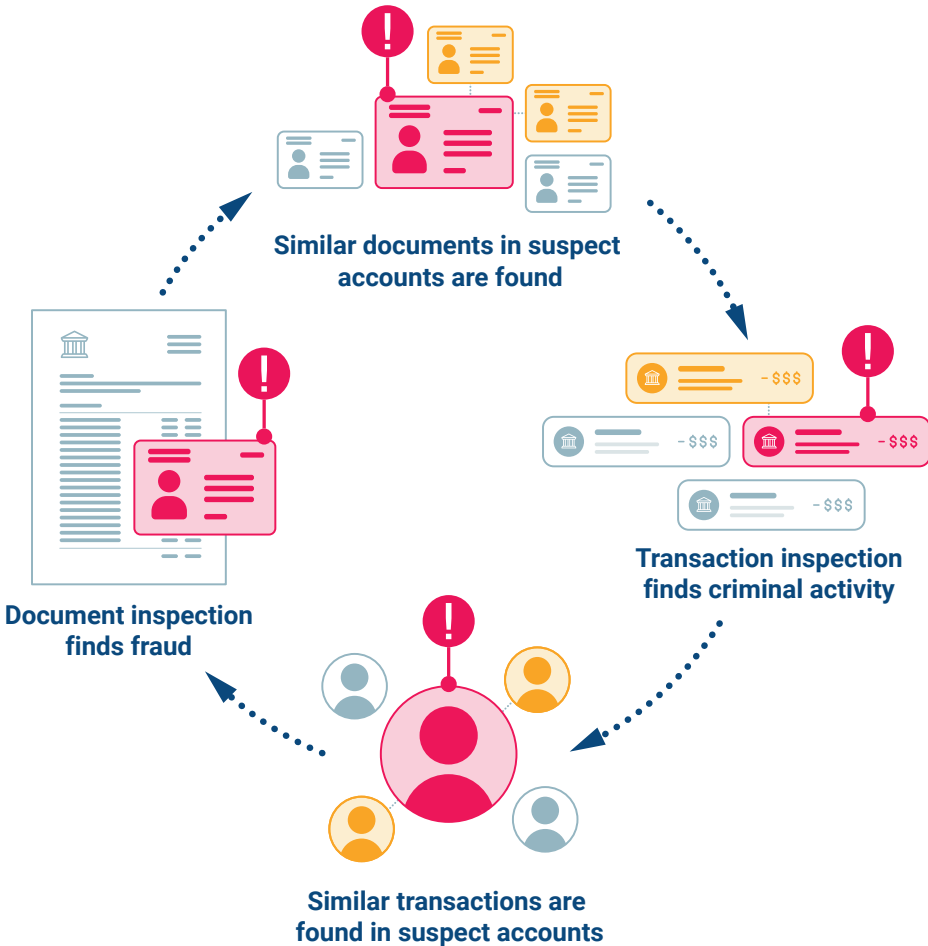 !
Similar documents in suspect
accounts are found
!
!
-$$$
-$$$
-$$$
-$$$
Transaction inspection
finds criminal activity
Document inspection
finds fraud
!
Similar transactions are
found in suspect accounts